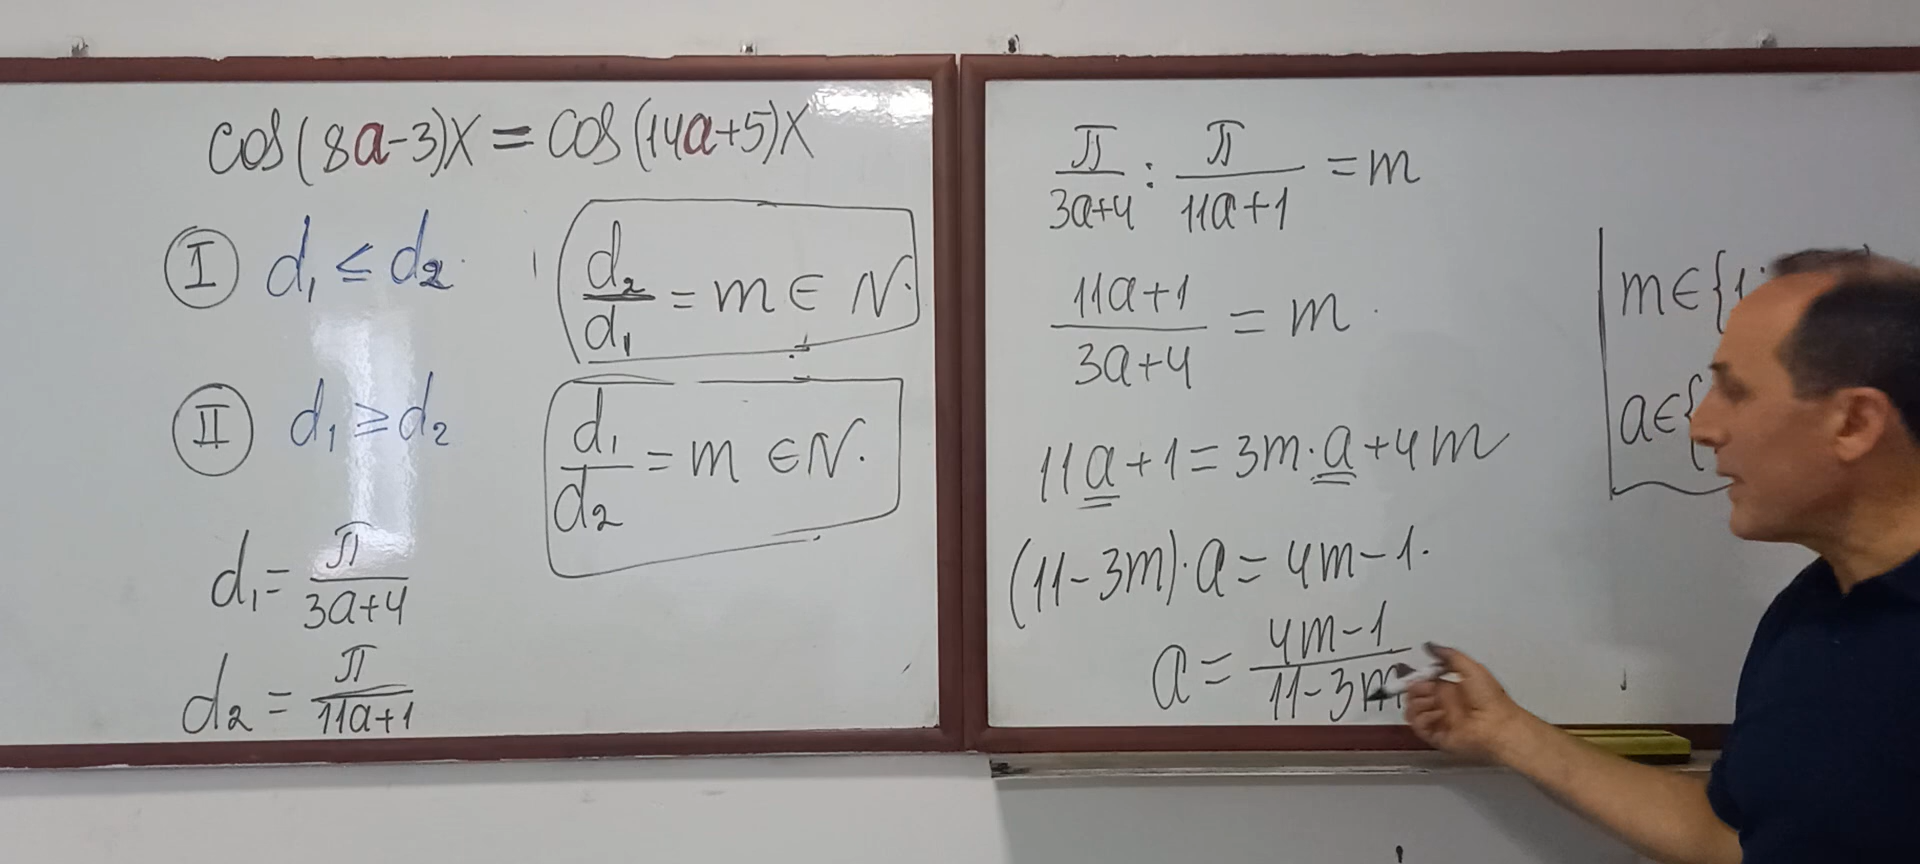 cos(8a-3)x = cos(14a+5)x
I d₁ ≤ d₂
d₂/d₁ = m ∈ N.
II d₁ ≥ d₂
d₁/d₂ = m ∈ N.
d₁ = π/(3a+4)
d₂ = π/(11a+1)
π/(3a+4) : π/(11a+1) = m
(11a+1)/(3a+4) = m
11a+1 = 3m·a+4m
(11-3m)·a = 4m-1.
a = (4m-1)/(11-3m)
m∈{1;
a∈{